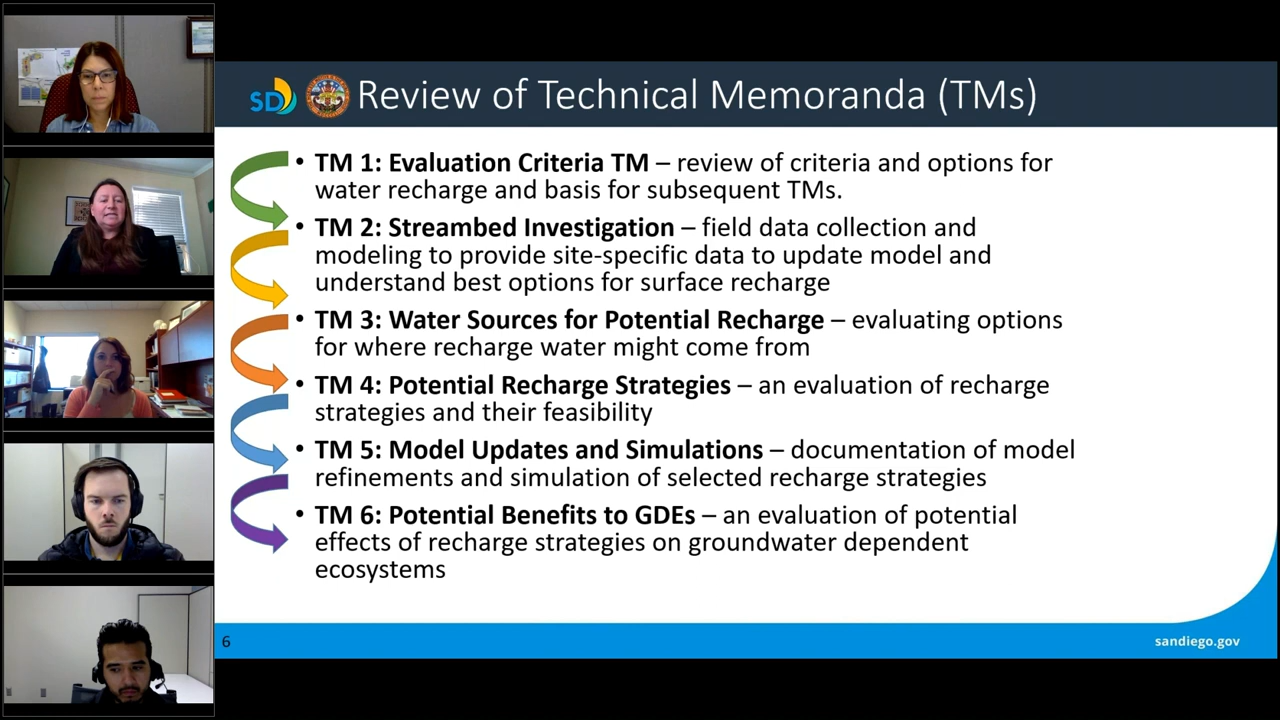 SD
Review of Technical Memoranda (TMs)
• TM 1: Evaluation Criteria TM – review of criteria and options for
water recharge and basis for subsequent TMs.
• TM 2: Streambed Investigation – field data collection and
modeling to provide site-specific data to update model and
understand best options for surface recharge
• TM 3: Water Sources for Potential Recharge – evaluating options
for where recharge water might come from
• TM 4: Potential Recharge Strategies – an evaluation of recharge
strategies and their feasibility
• TM 5: Model Updates and Simulations – documentation of model
refinements and simulation of selected recharge strategies
• TM 6: Potential Benefits to GDEs – an evaluation of potential
effects of recharge strategies on groundwater dependent
ecosystems
6
sandiego.gov